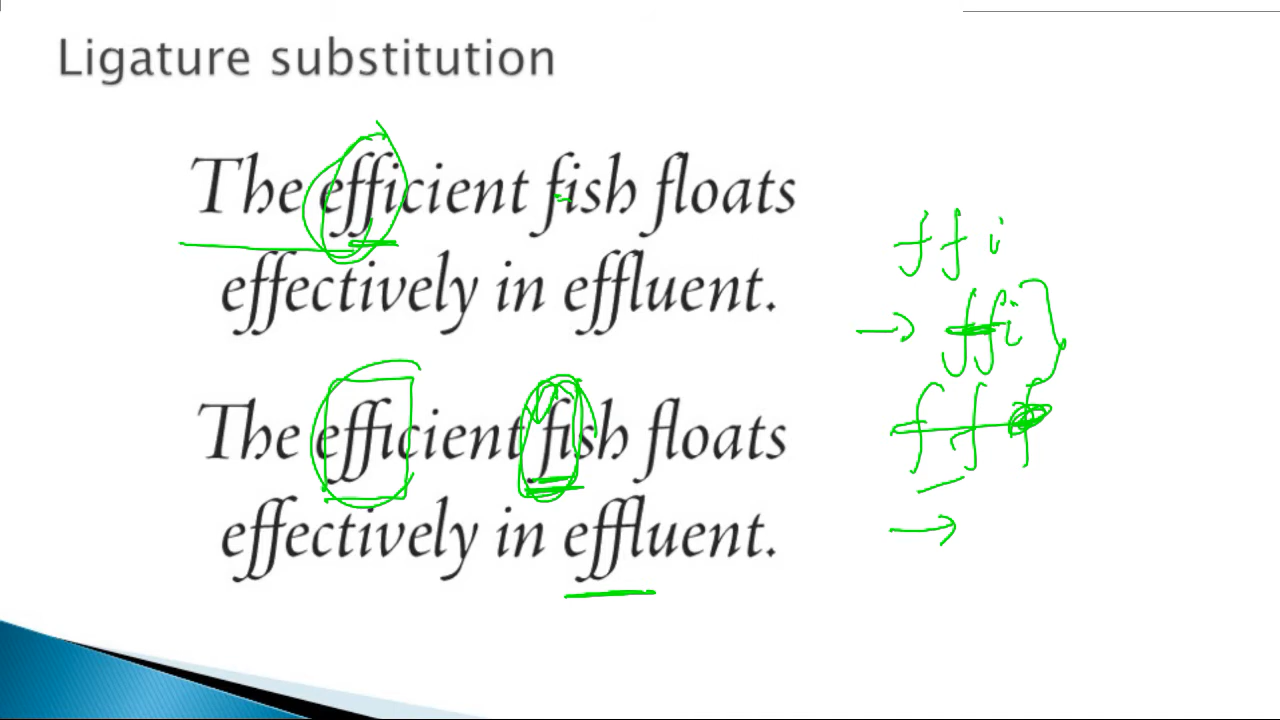 Ligature substitution
The efficient fish floats
effectively in effluent.
f f i
→ ffi
The efficient fish floats
f f
effectively in effluent.
→